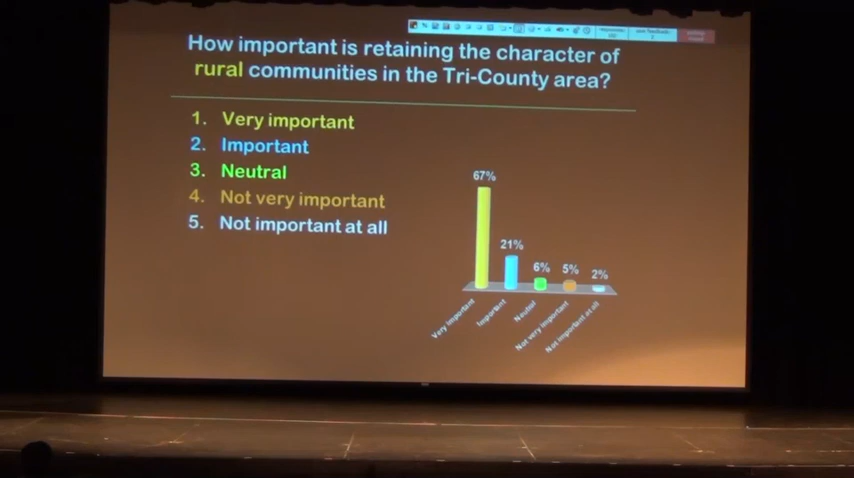 How important is retaining the character of
rural communities in the Tri-County area?
1. Very important
2. Important
3. Neutral
4. Not very important
5. Not important at all
67%
21%
6%
5%
2%
Very important
Important
Neutral
Not very important
Not important at all